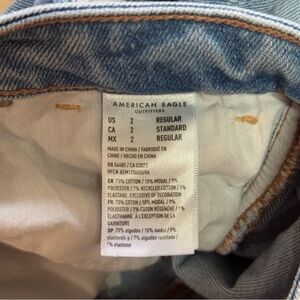 AMERICAN EAGLE
OUTFITTERS
US 2 REGULAR
CA 2 STANDARD
MX 2 REGULAR
MADE IN CHINA / FABRIQUÉ EN
CHINE / HECHO EN CHINA
RN 54485 / CA 03973
EN- 73% COTTON / 10% MODAL / 9%
POLYESTER / 7% RECYCLED COTTON / 1%
ELASTANE, EXCLUSIVE OF DECORATION
FR- 73% COTON / 10% MODAL / 9%
POLYESTER / 7% COTON RÉGÉNÉRÉ / 1%
ÉLASTHANNE À L'EXCEPTION DE LA
GARNITURE
SP- 73% algodón / 10% modal / 9%
poliéster / 7% algodón reciclado /
1% elastano